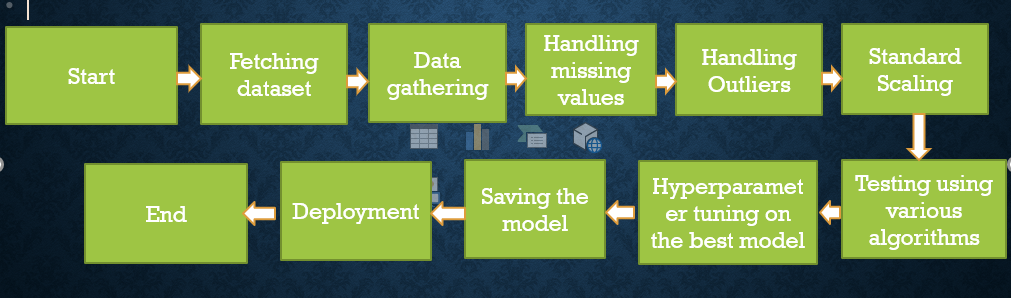 Start
Fetching
dataset
Data
gathering
Handling
missing
values
Handling
Outliers
Standard
Scaling
Testing using
various
algorithms
Hyperparamet
er tuning on
the best model
Saving the
model
Deployment
End